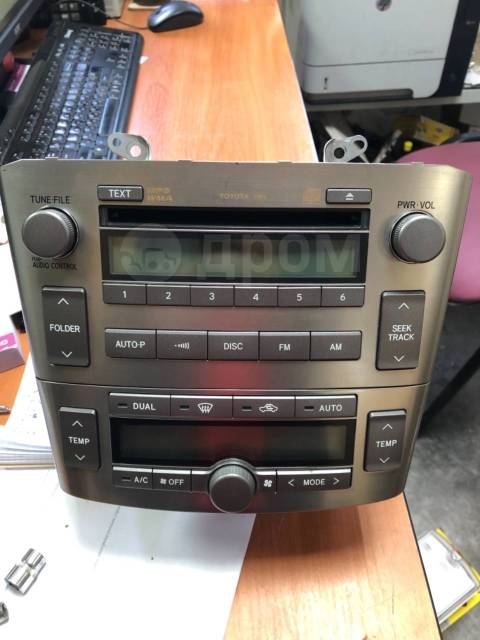 TUNE·FILE
TEXT
MP3
WMA
TOYOTA
PWR·VOL
AUDIO CONTROL
дром
1 2 3 4 5 6
FOLDER
SEEK
TRACK
AUTO·P
DISC
FM
AM
DUAL
AUTO
TEMP
TEMP
A/C
OFF
< MODE >